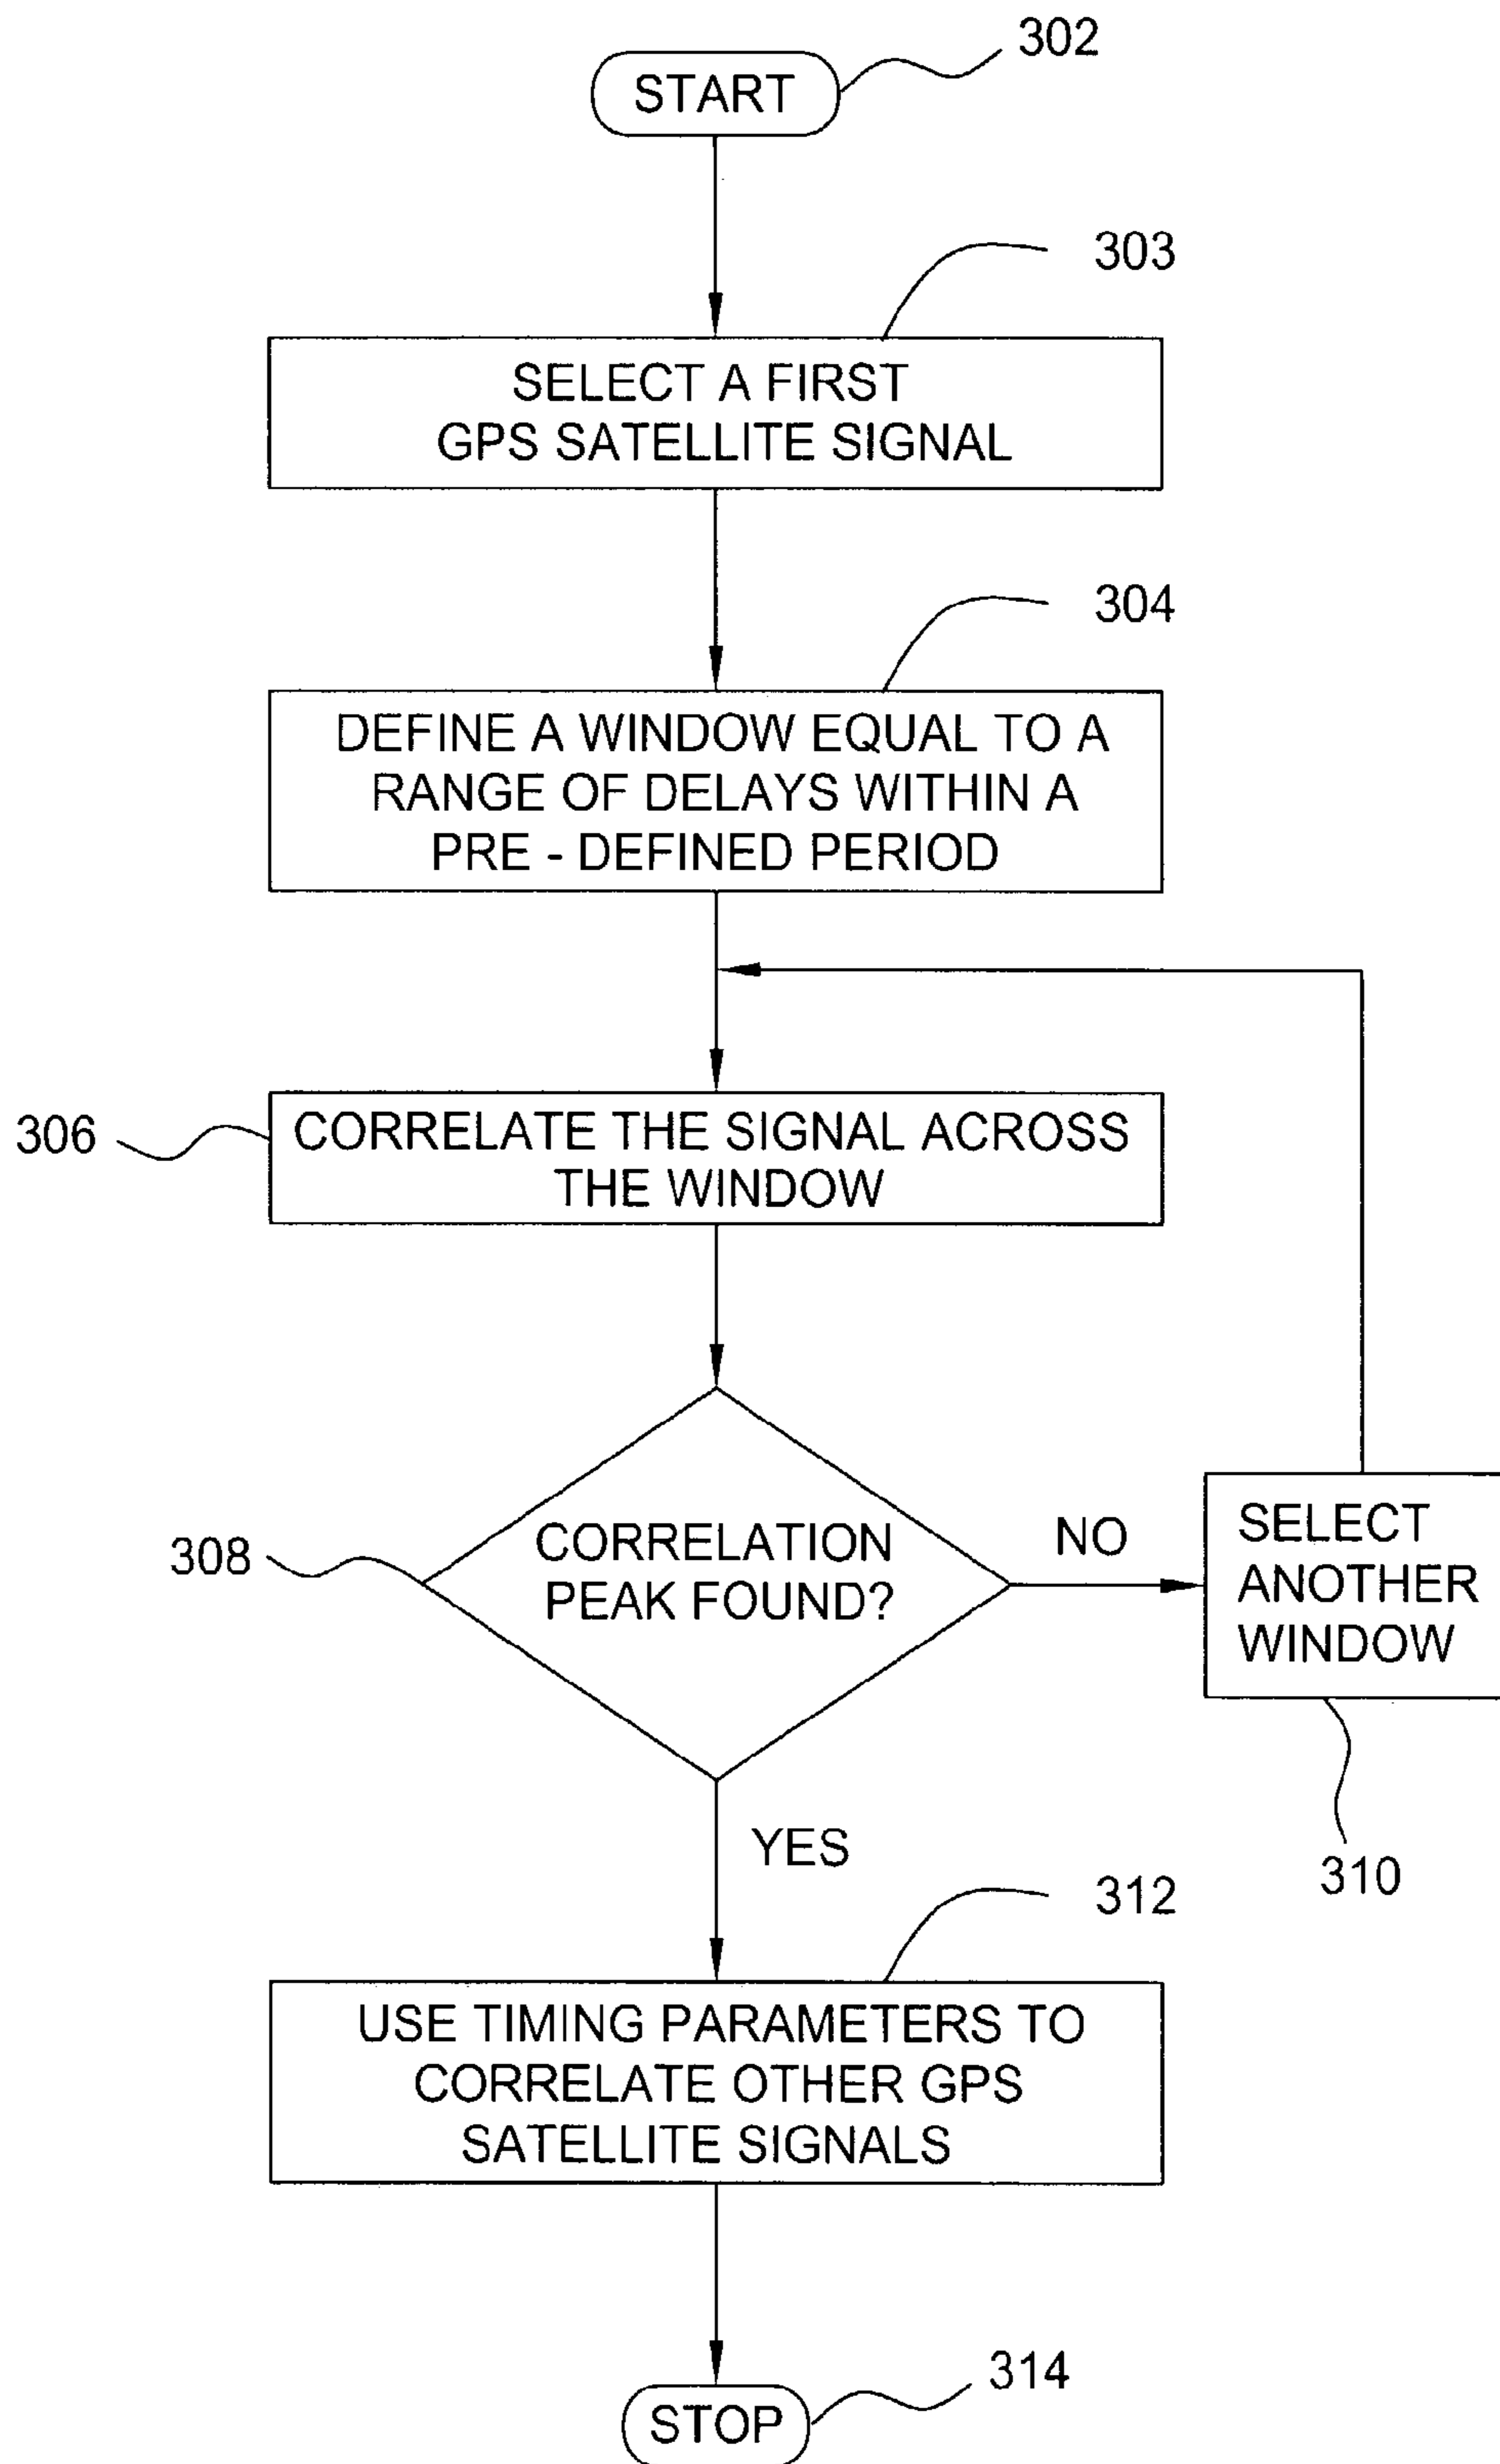 302
START
303
SELECT A FIRST
GPS SATELLITE SIGNAL
304
DEFINE A WINDOW EQUAL TO A
RANGE OF DELAYS WITHIN A
PRE - DEFINED PERIOD
306
CORRELATE THE SIGNAL ACROSS
THE WINDOW
308
CORRELATION
PEAK FOUND?
NO
SELECT
ANOTHER
WINDOW
310
YES
312
USE TIMING PARAMETERS TO
CORRELATE OTHER GPS
SATELLITE SIGNALS
314
STOP